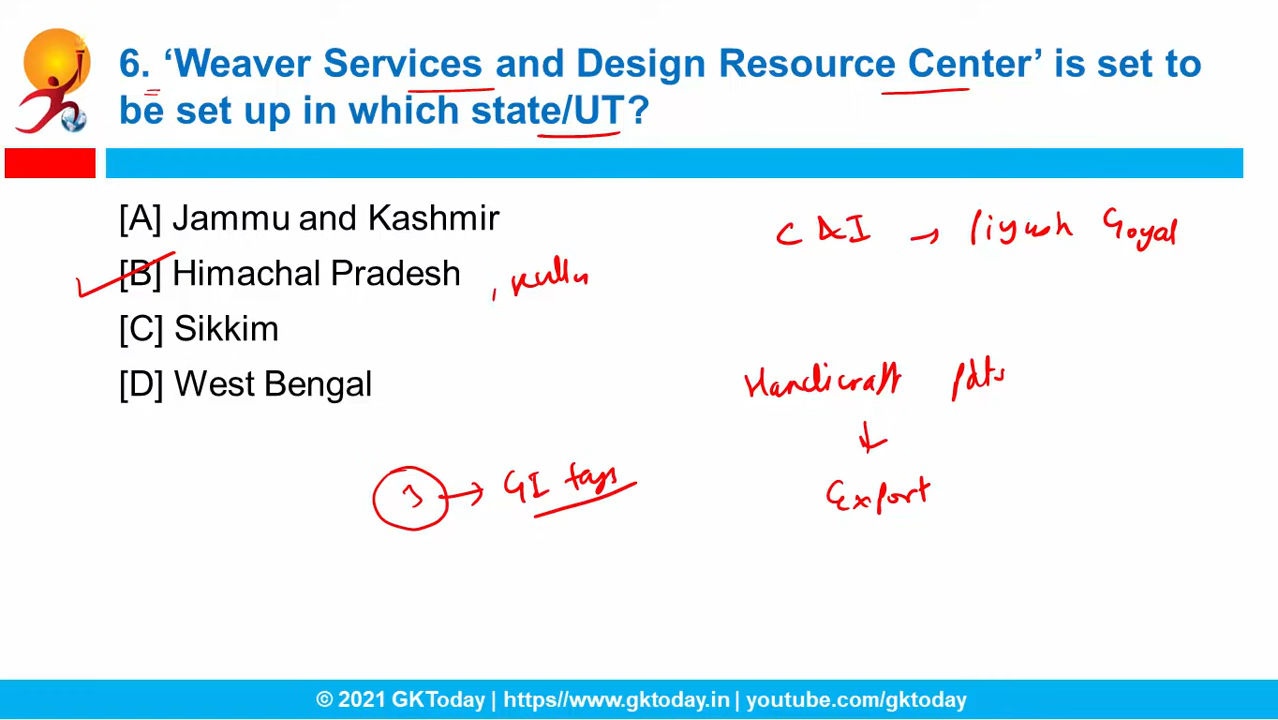 6. ‘Weaver Services and Design Resource Center’ is set to
be set up in which state/UT?
[A] Jammu and Kashmir
C &I → Piyush Goyal
[B] Himachal Pradesh , Kullu
[C] Sikkim
[D] West Bengal
Handicraft Pdts
↓
Export
3 → GI tags
© 2021 GKToday | https//www.gktoday.in | youtube.com/gktoday